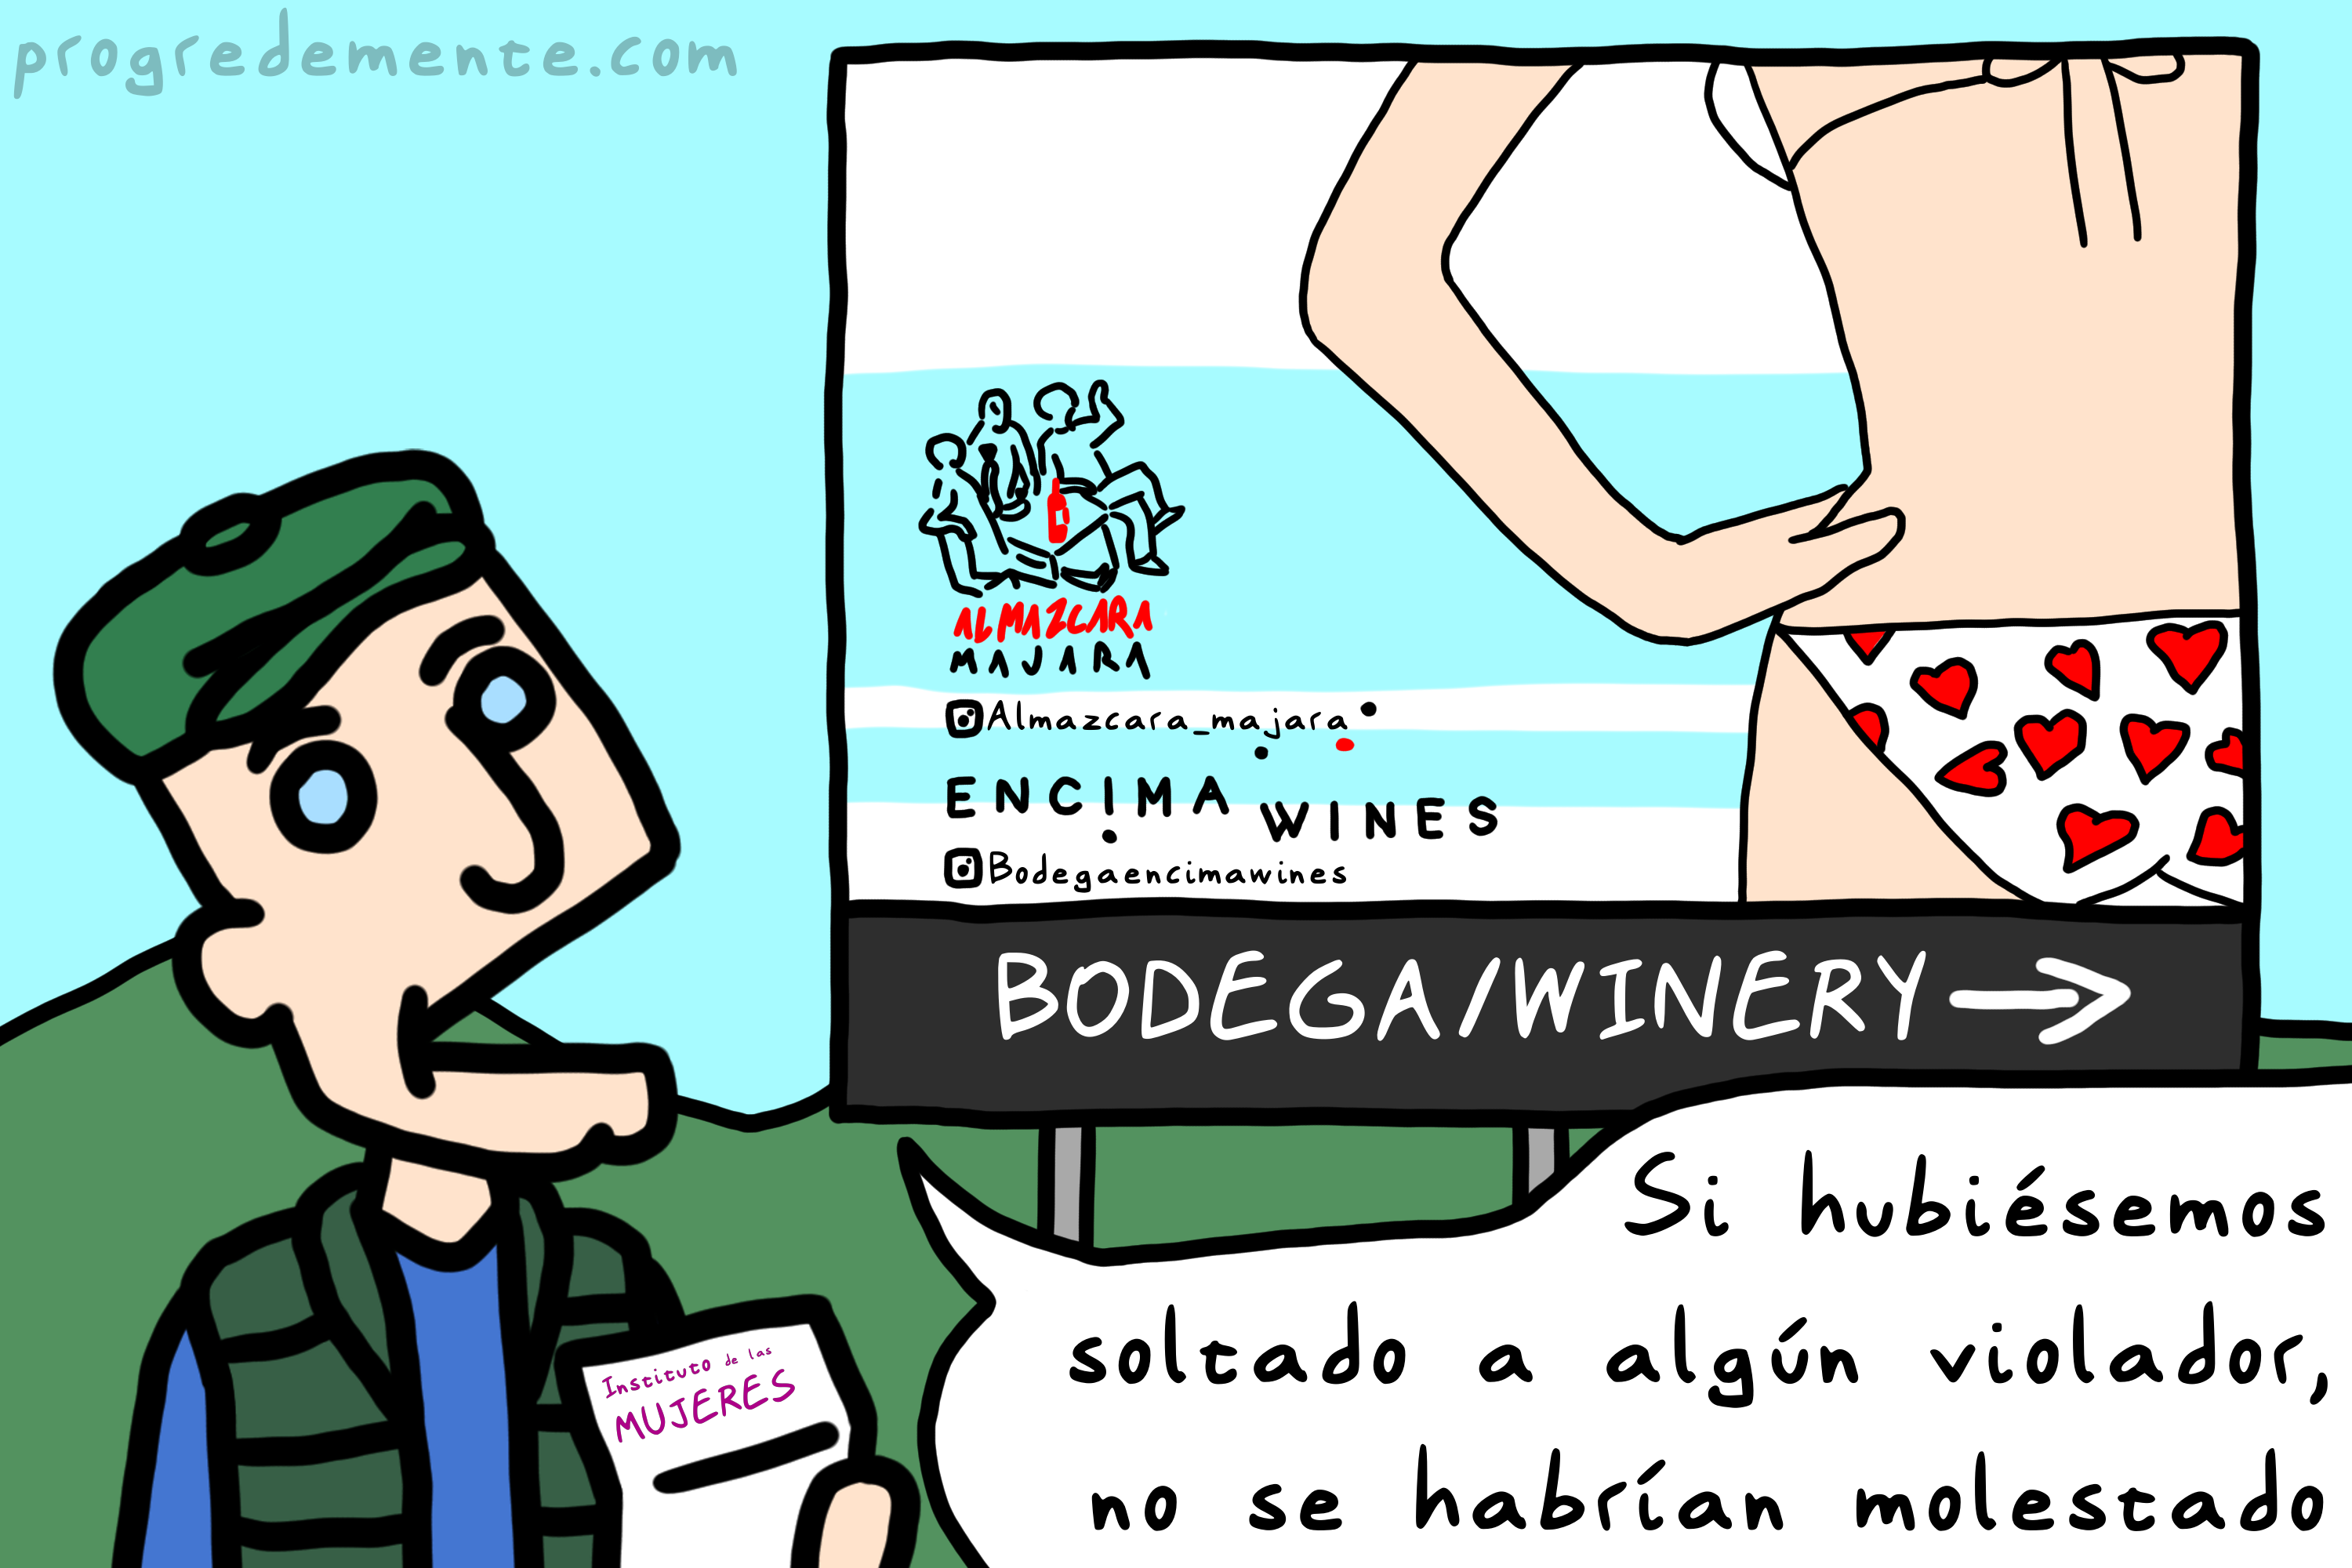 progredemente.com
ALMAZCARA
MAJARA
Almazcara_majara
ENCIMA WINES
Bodegaencimawines
BODEGA/WINERY →
Instituto de las
MUJERES
Si hubiésemos
soltado a algún violador,
no se habrían molestado